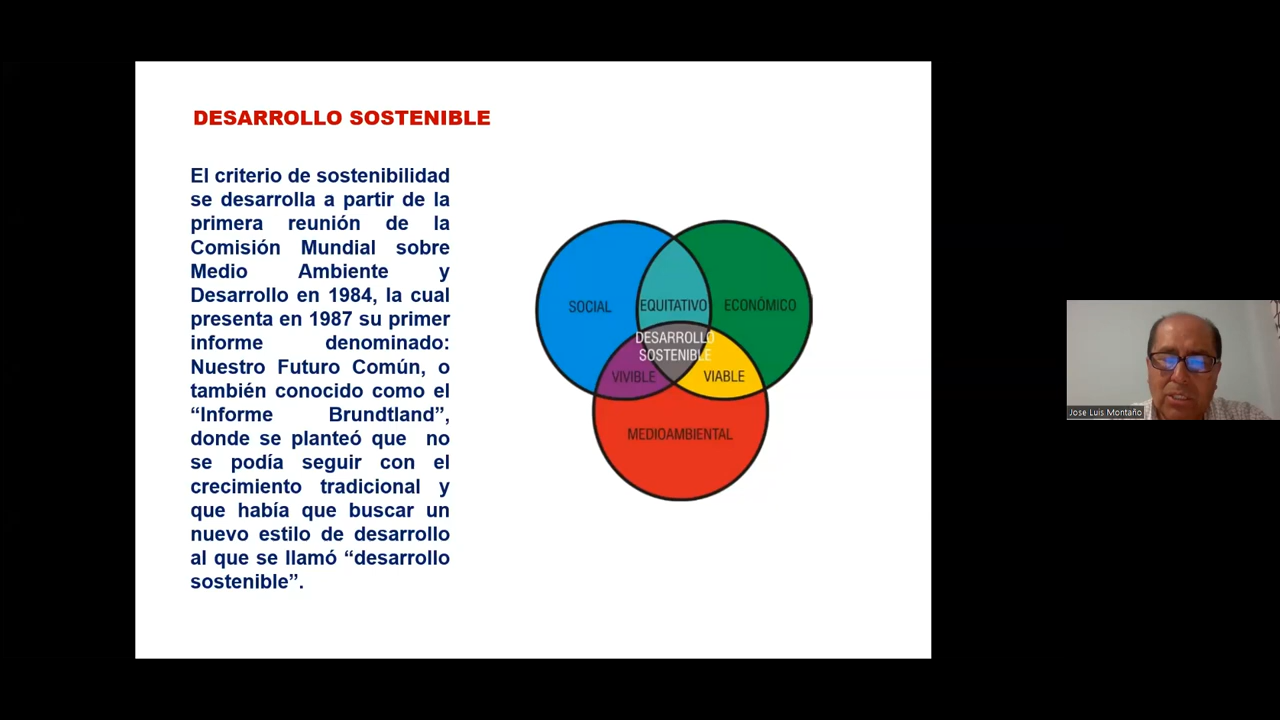 DESARROLLO SOSTENIBLE
El criterio de sostenibilidad
se desarrolla a partir de la
primera reunión de la
Comisión Mundial sobre
Medio Ambiente y
Desarrollo en 1984, la cual
presenta en 1987 su primer
informe denominado:
Nuestro Futuro Común, o
también conocido como el
“Informe Brundtland”,
donde se planteó que no
se podía seguir con el
crecimiento tradicional y
que había que buscar un
nuevo estilo de desarrollo
al que se llamó “desarrollo
sostenible”.
SOCIAL
EQUITATIVO
ECONÓMICO
DESARROLLO
SOSTENIBLE
VIVIBLE
VIABLE
MEDIOAMBIENTAL
Jose Luis Montaño